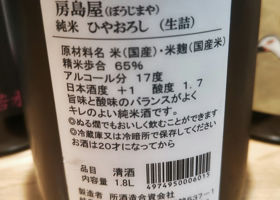 房島屋 (ぼうじまや)
純米 ひやおろし (生詰)
原材料名 米(国産)・米麹(国産米)
精米歩合 65%
アルコール分 17度
日本酒度 +1 酸度 1.7
旨味と酸味のバランスがよく
キレのよい純米酒です。
◎ぬる燗でもおいしく飲むことができます
◎冷蔵庫又は冷暗所で保存してください
お酒は20才になってから
品目 清酒
内容量 1.8L
4974950006015
所酒造合資会社